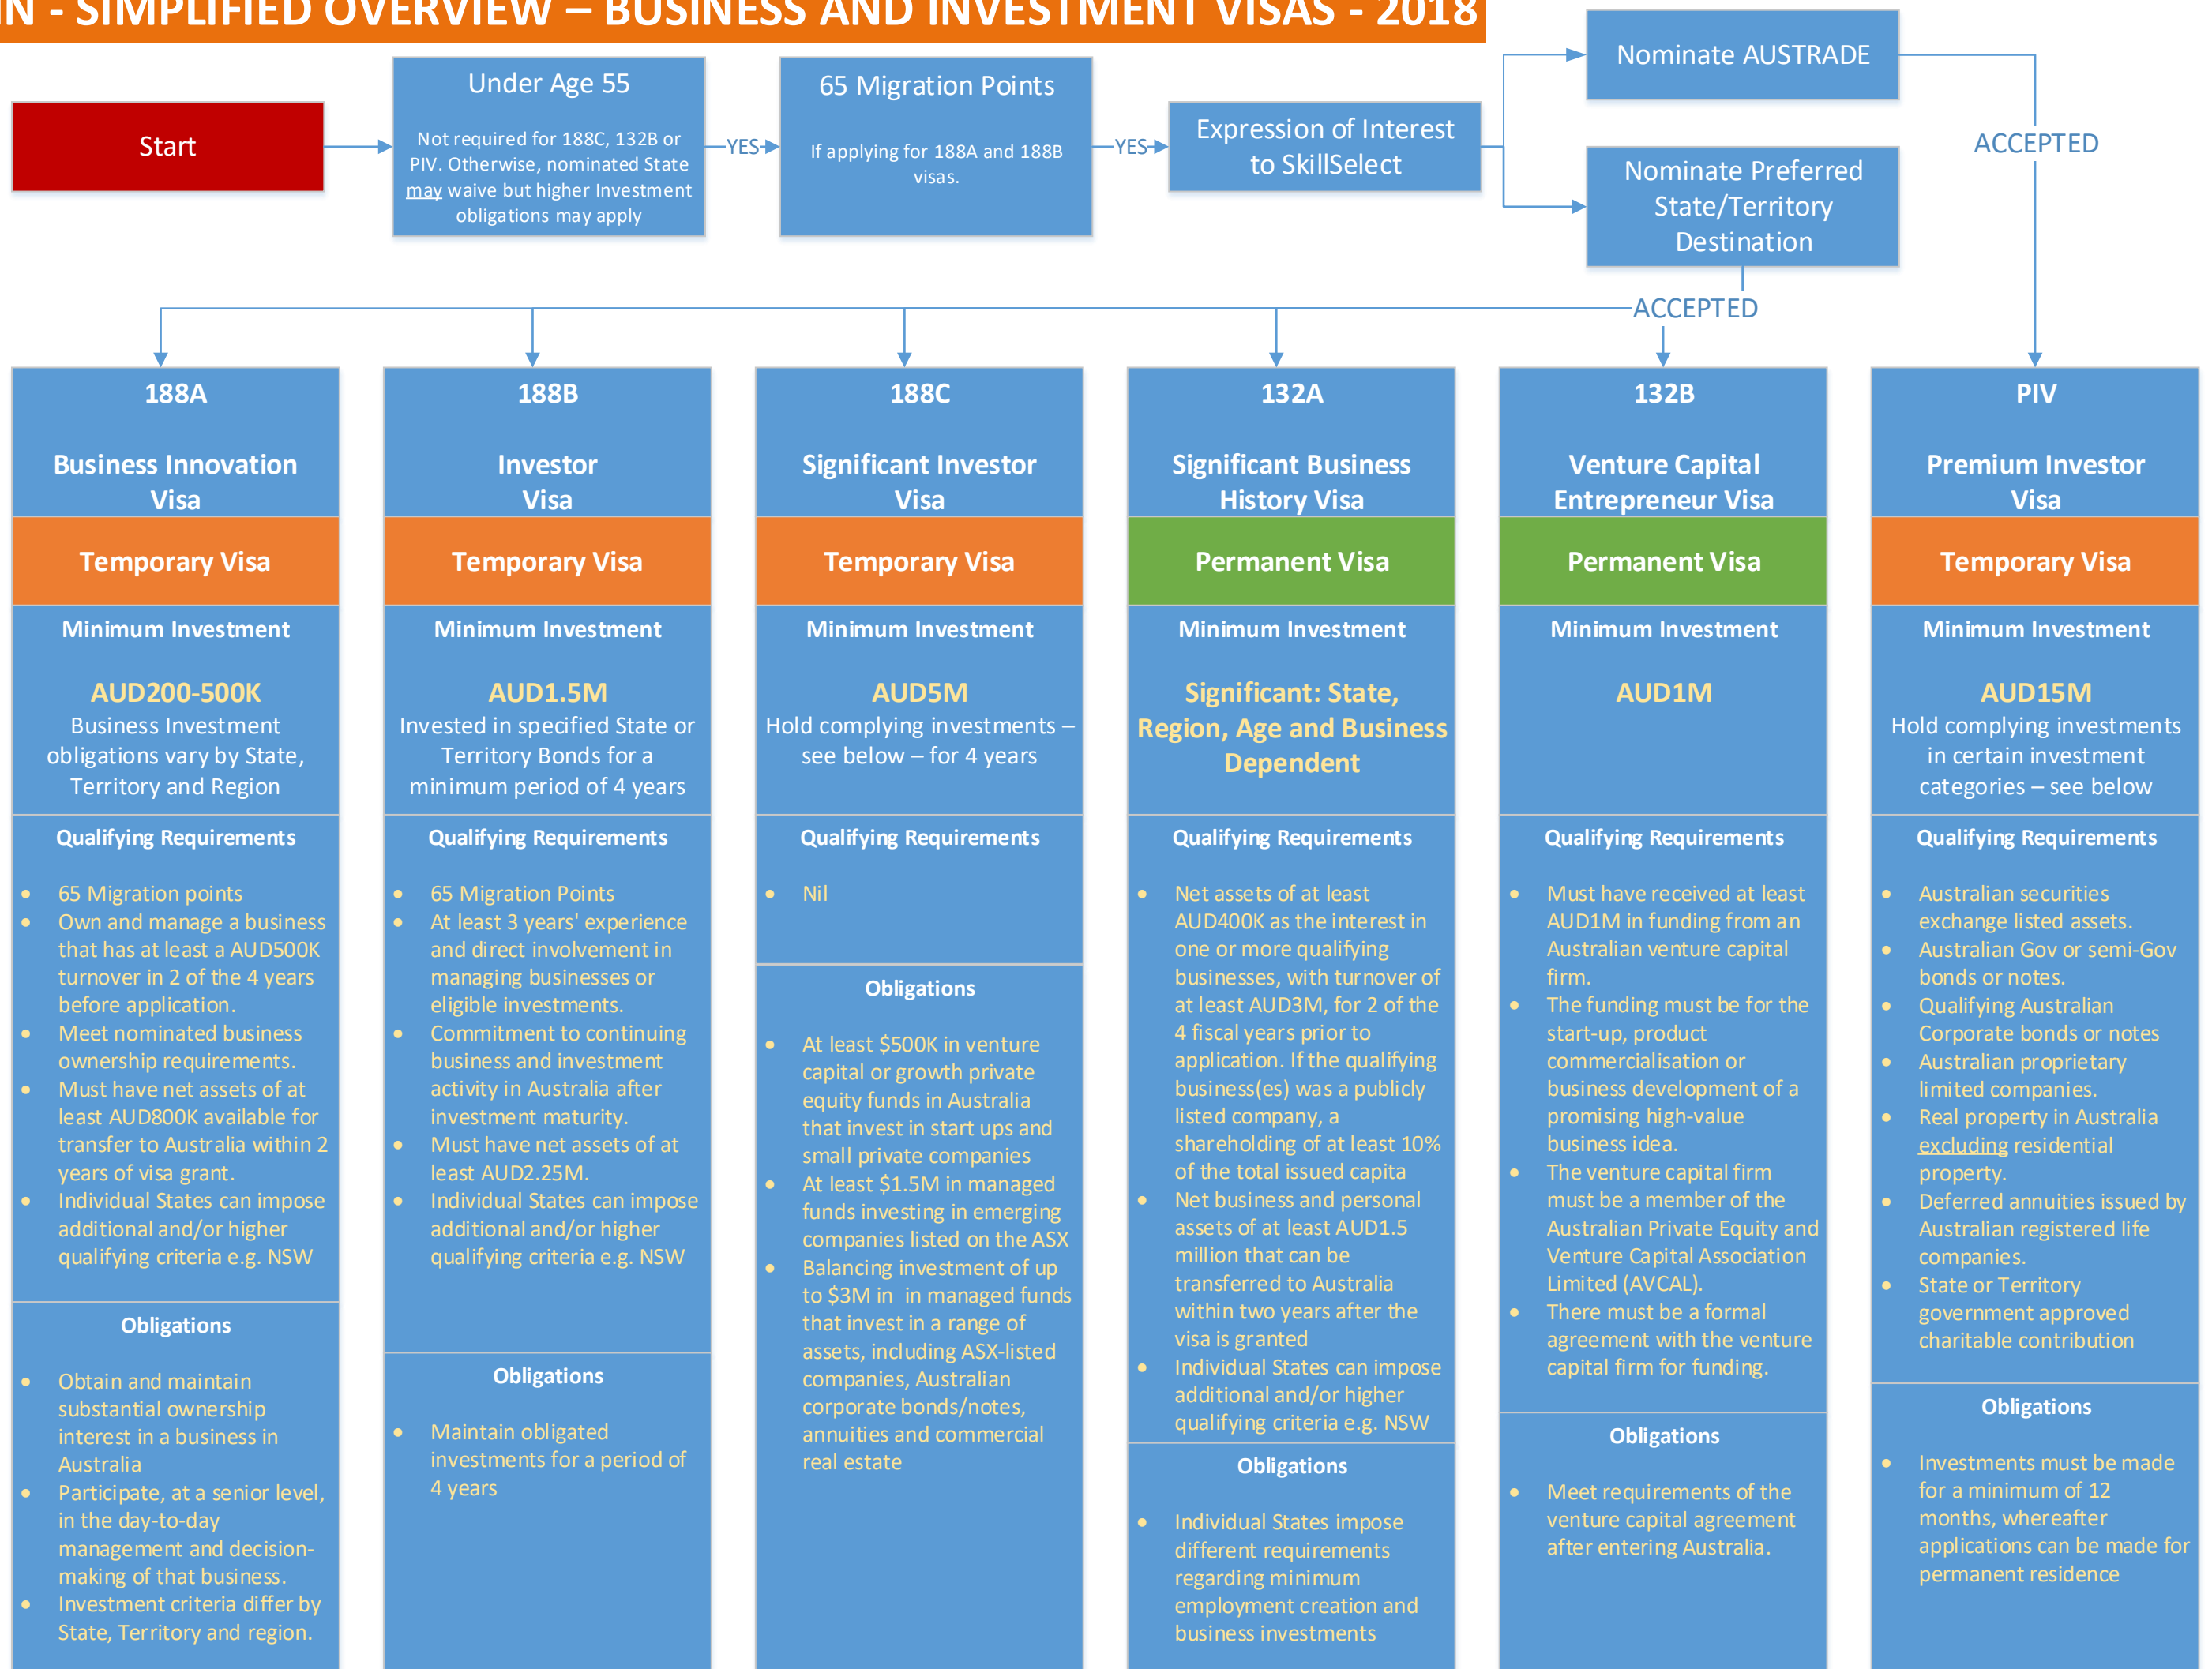 N - SIMPLIFIED OVERVIEW – BUSINESS AND INVESTMENT VISAS - 2018
Start
Under Age 55
Not required for 188C, 132B or
PIV. Otherwise, nominated State
may waive but higher Investment
obligations may apply
YES
65 Migration Points
If applying for 188A and 188B
visas.
YES
Expression of Interest
to SkillSelect
Nominate AUSTRADE
Nominate Preferred
State/Territory
Destination
ACCEPTED
ACCEPTED
188A
Business Innovation
Visa
Temporary Visa
Minimum Investment
AUD200-500K
Business Investment
obligations vary by State,
Territory and Region
Qualifying Requirements
• 65 Migration points
• Own and manage a business
that has at least a AUD500K
turnover in 2 of the 4 years
before application.
• Meet nominated business
ownership requirements.
• Must have net assets of at
least AUD800K available for
transfer to Australia within 2
years of visa grant.
• Individual States can impose
additional and/or higher
qualifying criteria e.g. NSW
Obligations
• Obtain and maintain
substantial ownership
interest in a business in
Australia
• Participate, at a senior level,
in the day-to-day
management and decision-
making of that business.
• Investment criteria differ by
State, Territory and region.
188B
Investor
Visa
Temporary Visa
Minimum Investment
AUD1.5M
Invested in specified State or
Territory Bonds for a
minimum period of 4 years
Qualifying Requirements
• 65 Migration Points
• At least 3 years' experience
and direct involvement in
managing businesses or
eligible investments.
• Commitment to continuing
business and investment
activity in Australia after
investment maturity.
• Must have net assets of at
least AUD2.25M.
• Individual States can impose
additional and/or higher
qualifying criteria e.g. NSW
Obligations
• Maintain obligated
investments for a period of
4 years
188C
Significant Investor
Visa
Temporary Visa
Minimum Investment
AUD5M
Hold complying investments –
see below – for 4 years
Qualifying Requirements
• Nil
Obligations
• At least $500K in venture
capital or growth private
equity funds in Australia
that invest in start ups and
small private companies
• At least $1.5M in managed
funds investing in emerging
companies listed on the ASX
• Balancing investment of up
to $3M in in managed funds
that invest in a range of
assets, including ASX-listed
companies, Australian
corporate bonds/notes,
annuities and commercial
real estate
132A
Significant Business
History Visa
Permanent Visa
Minimum Investment
Significant: State,
Region, Age and Business
Dependent
Qualifying Requirements
• Net assets of at least
AUD400K as the interest in
one or more qualifying
businesses, with turnover of
at least AUD3M, for 2 of the
4 fiscal years prior to
application. If the qualifying
business(es) was a publicly
listed company, a
shareholding of at least 10%
of the total issued capita
• Net business and personal
assets of at least AUD1.5
million that can be
transferred to Australia
within two years after the
visa is granted
• Individual States can impose
additional and/or higher
qualifying criteria e.g. NSW
Obligations
• Individual States impose
different requirements
regarding minimum
employment creation and
business investments
132B
Venture Capital
Entrepreneur Visa
Permanent Visa
Minimum Investment
AUD1M
Qualifying Requirements
• Must have received at least
AUD1M in funding from an
Australian venture capital
firm.
• The funding must be for the
start-up, product
commercialisation or
business development of a
promising high-value
business idea.
• The venture capital firm
must be a member of the
Australian Private Equity and
Venture Capital Association
Limited (AVCAL).
• There must be a formal
agreement with the venture
capital firm for funding.
Obligations
• Meet requirements of the
venture capital agreement
after entering Australia.
PIV
Premium Investor
Visa
Temporary Visa
Minimum Investment
AUD15M
Hold complying investments
in certain investment
categories – see below
Qualifying Requirements
• Australian securities
exchange listed assets.
• Australian Gov or semi-Gov
bonds or notes.
• Qualifying Australian
Corporate bonds or notes
• Australian proprietary
limited companies.
• Real property in Australia
excluding residential
property.
• Deferred annuities issued by
Australian registered life
companies.
• State or Territory
government approved
charitable contribution
Obligations
• Investments must be made
for a minimum of 12
months, whereafter
applications can be made for
permanent residence